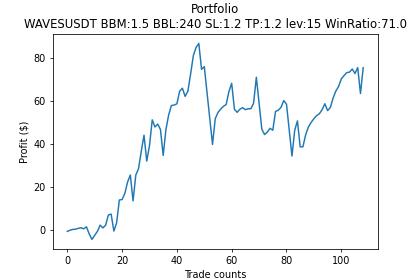 Portfolio
WAVESUSDT BBM:1.5 BBL:240 SL:1.2 TP:1.2 lev:15 WinRatio:71.0
80
60
40
20
0
Profit ($)
0 20 40 60 80 100
Trade counts